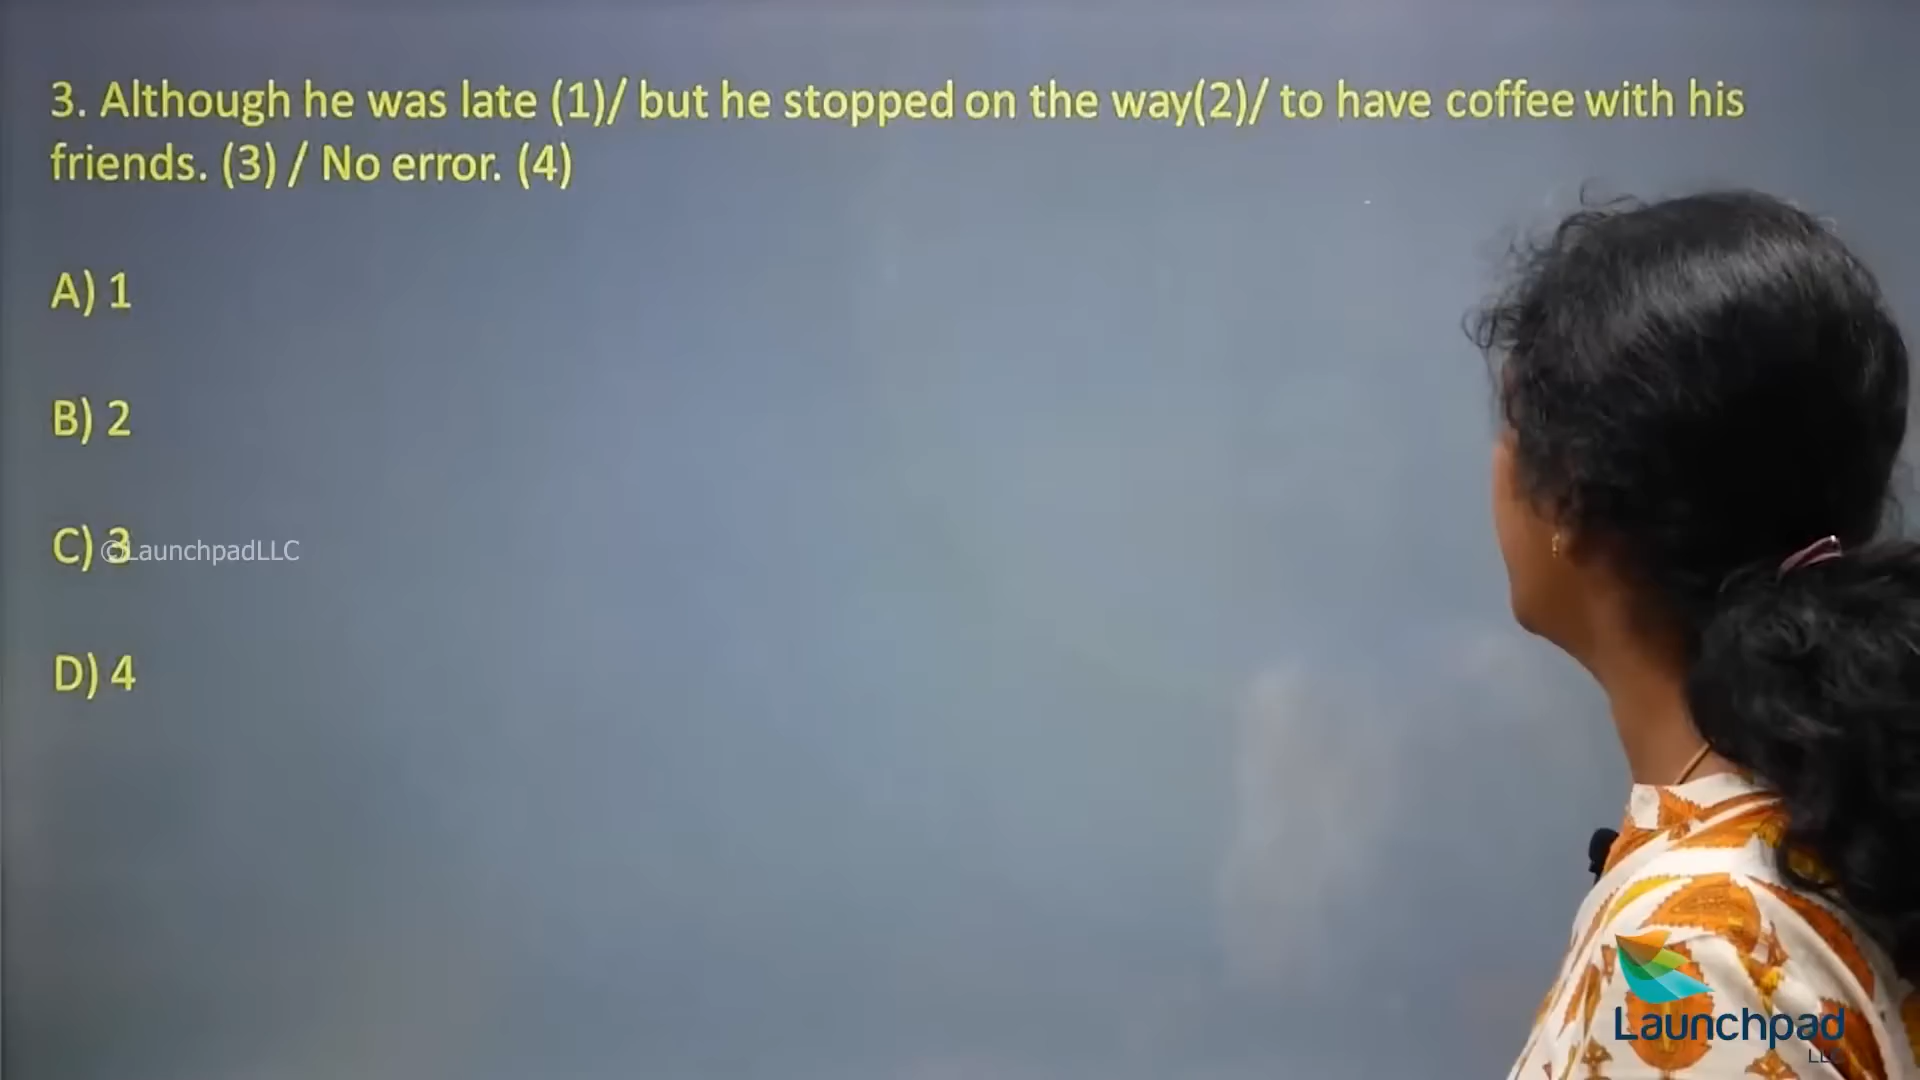 3. Although he was late (1)/ but he stopped on the way(2)/ to have coffee with his
friends. (3) / No error. (4)
A) 1
B) 2
C) 3
©LaunchpadLLC
D) 4
Launchpad
LLC